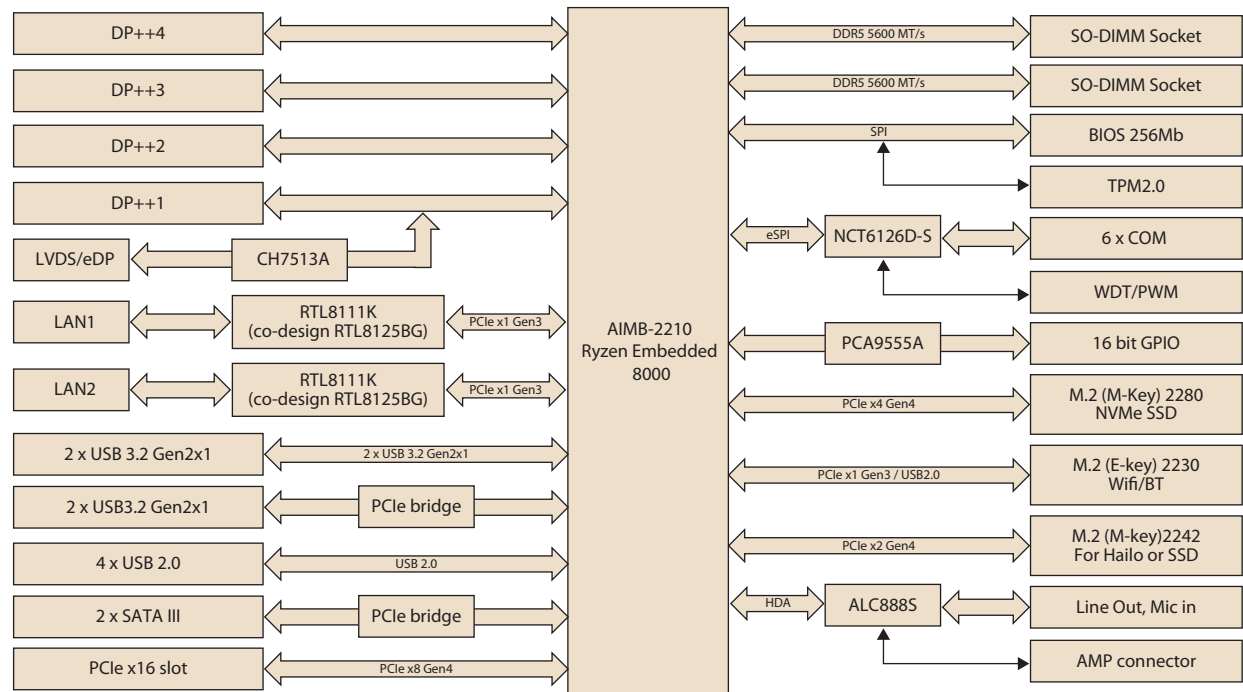 DP++4
DP++3
DP++2
DP++1
LVDS/eDP
CH7513A
LAN1
RTL8111K
(co-design RTL8125BG)
PCIe x1 Gen3
LAN2
RTL8111K
(co-design RTL8125BG)
PCIe x1 Gen3
2 x USB 3.2 Gen2x1
2 x USB 3.2 Gen2x1
2 x USB3.2 Gen2x1
PCIe bridge
4 x USB 2.0
USB 2.0
2 x SATA III
PCIe bridge
PCIe x16 slot
PCIe x8 Gen4
AIMB-2210
Ryzen Embedded
8000
DDR5 5600 MT/s
SO-DIMM Socket
DDR5 5600 MT/s
SO-DIMM Socket
SPI
BIOS 256Mb
TPM2.0
eSPI
NCT6126D-S
6 x COM
WDT/PWM
PCA9555A
16 bit GPIO
PCIe x4 Gen4
M.2 (M-Key) 2280
NVMe SSD
PCIe x1 Gen3 / USB2.0
M.2 (E-key) 2230
Wifi/BT
PCIe x2 Gen4
M.2 (M-key)2242
For Hailo or SSD
HDA
ALC888S
Line Out, Mic in
AMP connector